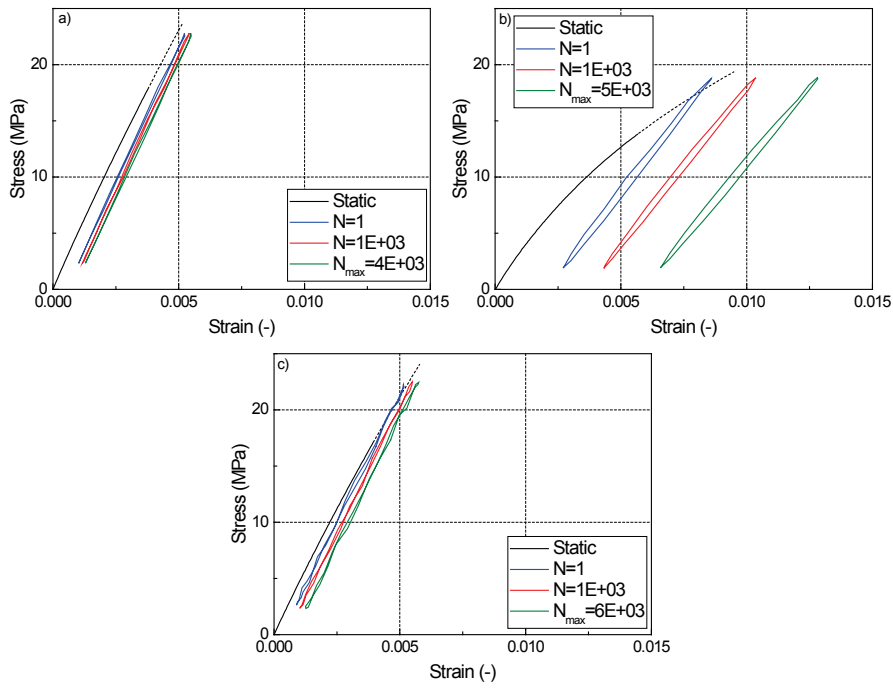 a)
Stress (MPa)
20
10
0
0.000
0.005
0.010
0.015
Strain (-)
Static
N=1
N=1E+03
Nmax=4E+03
b)
Stress (MPa)
20
10
0
0.000
0.005
0.010
0.015
Strain (-)
Static
N=1
N=1E+03
Nmax=5E+03
c)
Stress (MPa)
20
10
0
0.000
0.005
0.010
0.015
Strain (-)
Static
N=1
N=1E+03
Nmax=6E+03